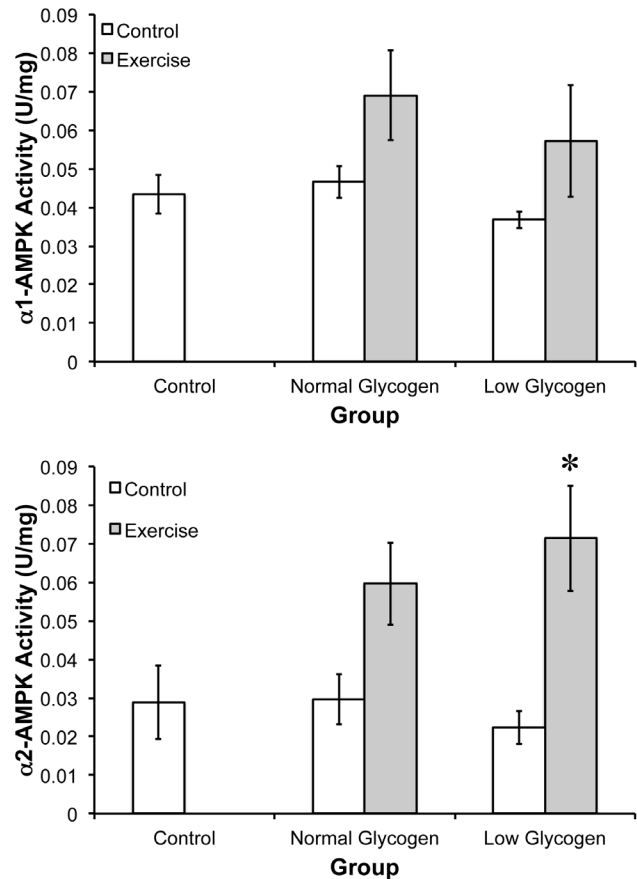 0.09
Control
Exercise
0.08
0.07
0.06
0.05
0.04
0.03
0.02
0.01
0
α1-AMPK Activity (U/mg)
Control Normal Glycogen Low Glycogen
Group
0.09
Control
Exercise
0.08
0.07
0.06
0.05
0.04
0.03
0.02
0.01
0
α2-AMPK Activity (U/mg)
*
Control Normal Glycogen Low Glycogen
Group